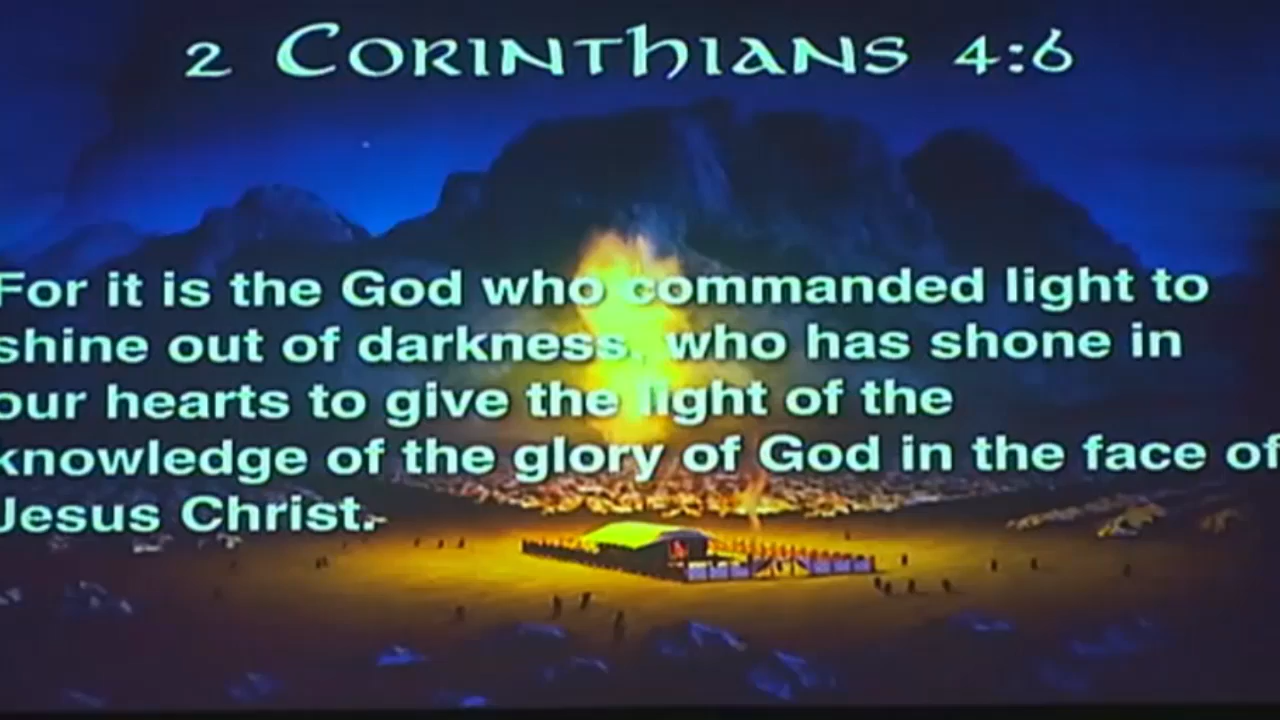 2 Corinthians 4:6
For it is the God who commanded light to
shine out of darkness, who has shone in
our hearts to give the light of the
knowledge of the glory of God in the face of
Jesus Christ.